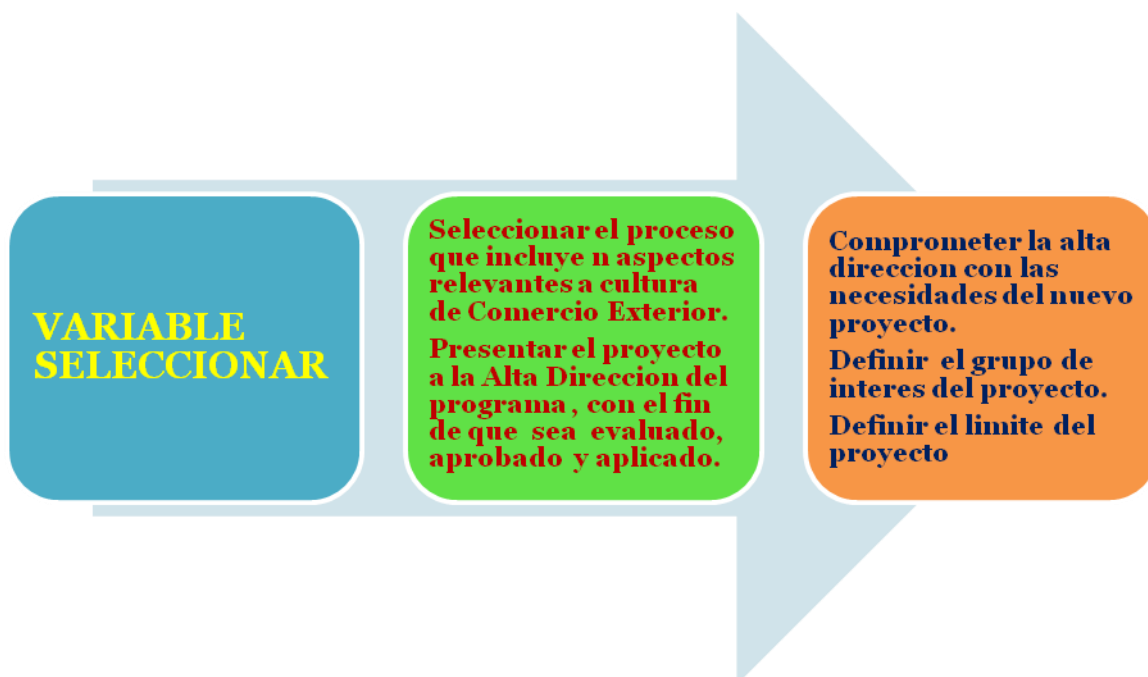 VARIABLE
SELECCIONAR
Seleccionar el proceso
que incluye n aspectos
relevantes a cultura
de Comercio Exterior.
Presentar el proyecto
a la Alta Direccion del
programa , con el fin
de que sea evaluado,
aprobado y aplicado.
Comprometer la alta
direccion con las
necesidades del nuevo
proyecto.
Definir el grupo de
interes del proyecto.
Definir el limite del
proyecto